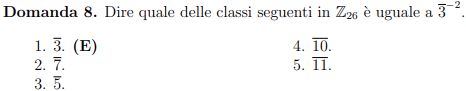 Domanda 8. Dire quale delle classi seguenti in ℤ₂₆ è uguale a 3̅⁻².
1. 3̅. (E)
2. 7̅.
3. 5̅.
4. 1̅0̅.
5. 1̅1̅.